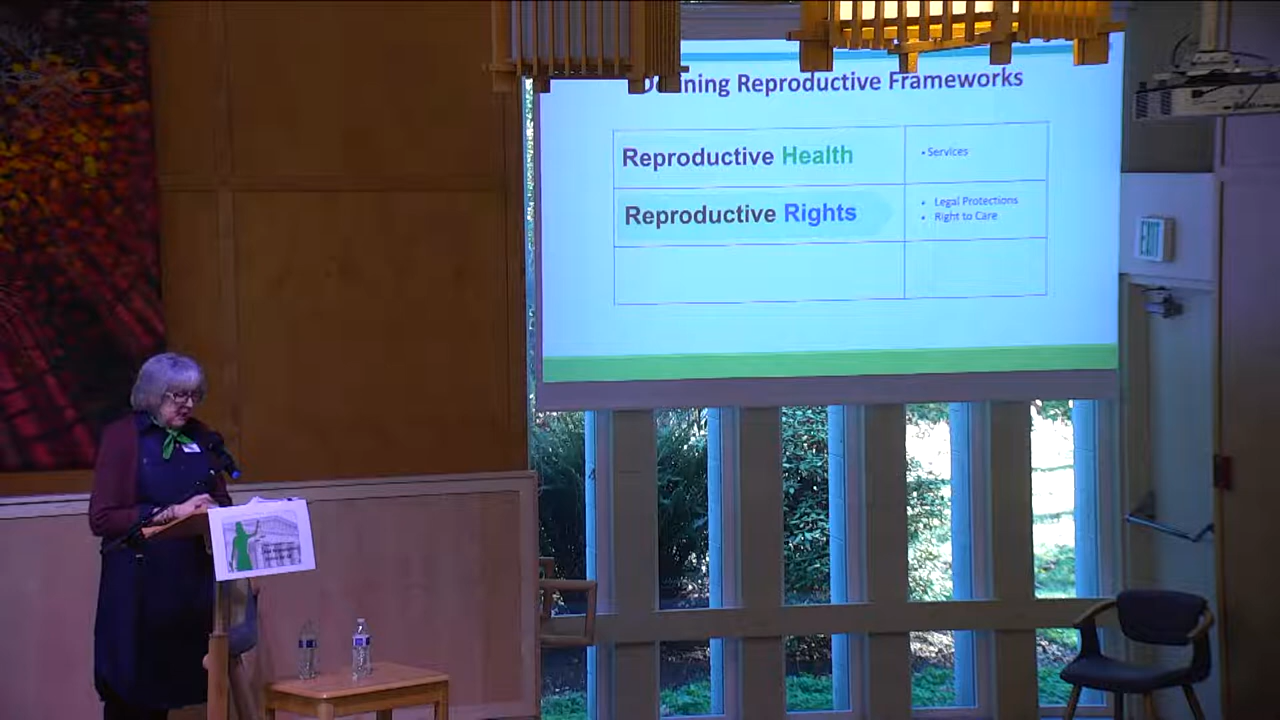 Defining Reproductive Frameworks
Reproductive Health
• Services
Reproductive Rights
• Legal Protections
• Right to Care